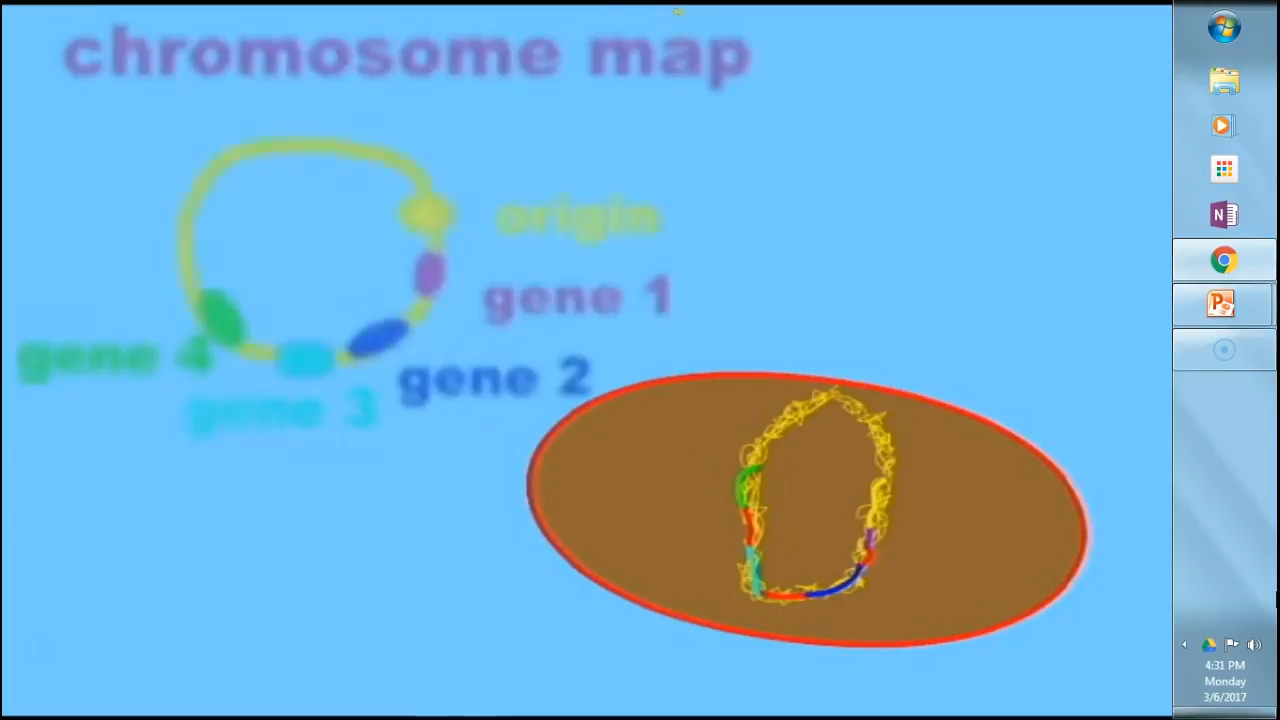 chromosome map
origin
gene 1
gene 4
gene 2
gene 3
N
P
4:31 PM
Monday
3/6/2017